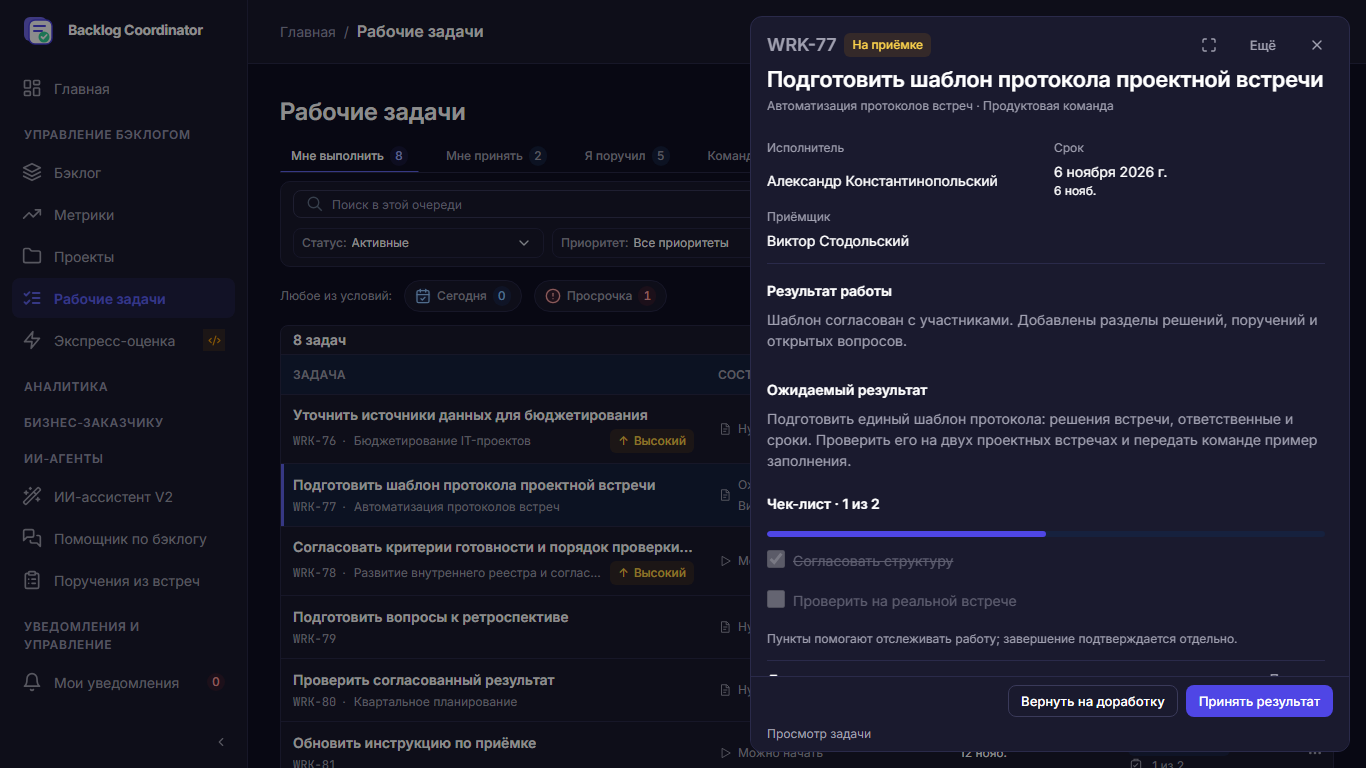 Backlog Coordinator
Главная
УПРАВЛЕНИЕ БЭКЛОГОМ
Бэклог
Метрики
Проекты
Рабочие задачи
Экспресс-оценка
АНАЛИТИКА
БИЗНЕС-ЗАКАЗЧИКУ
ИИ-АГЕНТЫ
ИИ-ассистент V2
Помощник по бэклогу
Поручения из встреч
УВЕДОМЛЕНИЯ И
УПРАВЛЕНИЕ
Мои уведомления 0
Главная / Рабочие задачи
Рабочие задачи
Мне выполнить 8 Мне принять 2 Я поручил 5
Поиск в этой очереди
Статус: Активные Приоритет: Все приоритеты
Любое из условий: Сегодня 0 Просрочка 1
8 задач
ЗАДАЧА
Уточнить источники данных для бюджетирования
WRK-76 · Бюджетирование IT-проектов Высокий
Подготовить шаблон протокола проектной встречи
WRK-77 · Автоматизация протоколов встреч
Согласовать критерии готовности и порядок проверки...
WRK-78 · Развитие внутреннего реестра и соглас... Высокий
Подготовить вопросы к ретроспективе
WRK-79
Проверить согласованный результат
WRK-80 · Квартальное планирование
Обновить инструкцию по приёмке
WRK-81
Можно начать 12 нояб.
1 из 2
WRK-77 На приёмке Ещё
Подготовить шаблон протокола проектной встречи
Автоматизация протоколов встреч · Продуктовая команда
Исполнитель
Александр Константинопольский
Срок
6 ноября 2026 г.
6 нояб.
Приёмщик
Виктор Стодольский
Результат работы
Шаблон согласован с участниками. Добавлены разделы решений, поручений и
открытых вопросов.
Ожидаемый результат
Подготовить единый шаблон протокола: решения встречи, ответственные и
сроки. Проверить его на двух проектных встречах и передать команде пример
заполнения.
Чек-лист · 1 из 2
Согласовать структуру
Проверить на реальной встрече
Пункты помогают отслеживать работу; завершение подтверждается отдельно.
Вернуть на доработку Принять результат
Просмотр задачи